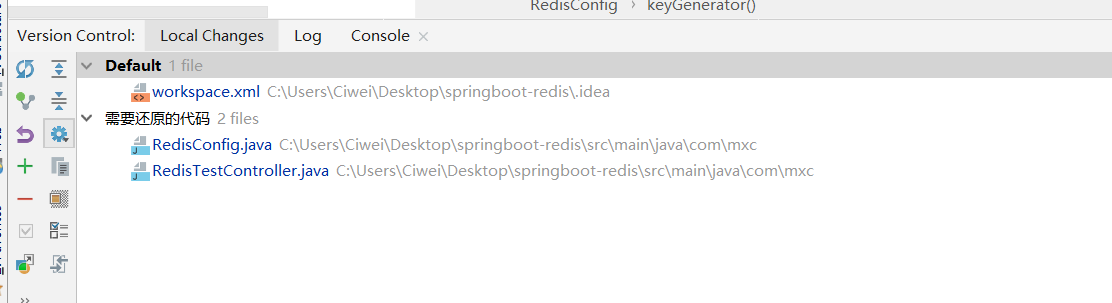 RedisConfig › keyGenerator()
Version Control: Local Changes Log Console ×
Default 1 file
workspace.xml C:\Users\Ciwei\Desktop\springboot-redis\.idea
需要还原的代码 2 files
RedisConfig.java C:\Users\Ciwei\Desktop\springboot-redis\src\main\java\com\mxc
RedisTestController.java C:\Users\Ciwei\Desktop\springboot-redis\src\main\java\com\mxc